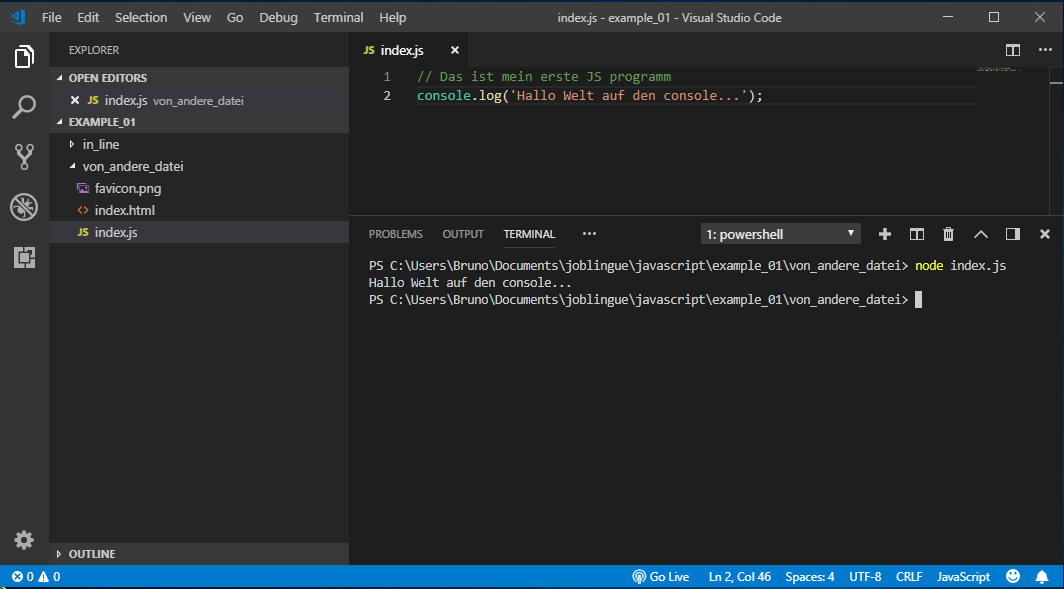 File Edit Selection View Go Debug Terminal Help
index.js - example_01 - Visual Studio Code
EXPLORER
OPEN EDITORS
JS index.js von_andere_datei
EXAMPLE_01
in_line
von_andere_datei
favicon.png
<> index.html
JS index.js
OUTLINE
JS index.js
1 // Das ist mein erste JS programm
2 console.log('Hallo Welt auf den console...');
PROBLEMS OUTPUT TERMINAL ... 1: powershell
PS C:\Users\Bruno\Documents\joblingue\javascript\example_01\von_andere_datei> node index.js
Hallo Welt auf den console...
PS C:\Users\Bruno\Documents\joblingue\javascript\example_01\von_andere_datei>
0 0 Go Live Ln 2, Col 46 Spaces: 4 UTF-8 CRLF JavaScript